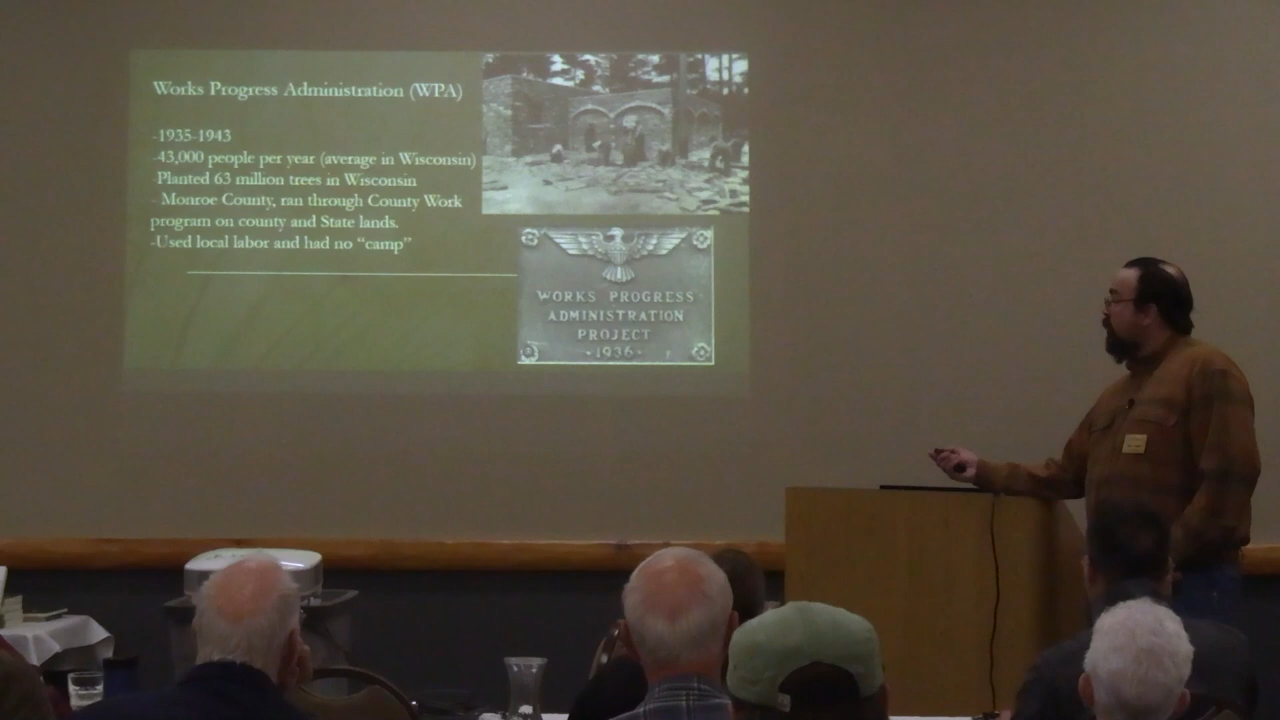 Works Progress Administration (WPA)
-1935-1943
-43,000 people per year (average in Wisconsin)
-Planted 63 million trees in Wisconsin
- Monroe County, ran through County Work
program on county and State lands.
-Used local labor and had no “camp”
WORKS PROGRESS
ADMINISTRATION
PROJECT
-1936-